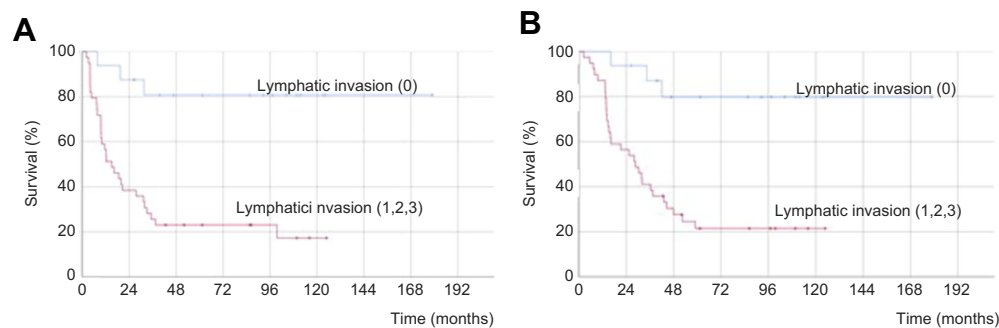 A
100
80
60
40
20
0
Survival (%)
Lymphatic invasion (0)
Lymphatici nvasion (1,2,3)
0 24 48 72 96 120 144 168 192
Time (months)
B
100
80
60
40
20
0
Survival (%)
Lymphatic invasion (0)
Lymphatic invasion (1,2,3)
0 24 48 72 96 120 144 168 192
Time (months)